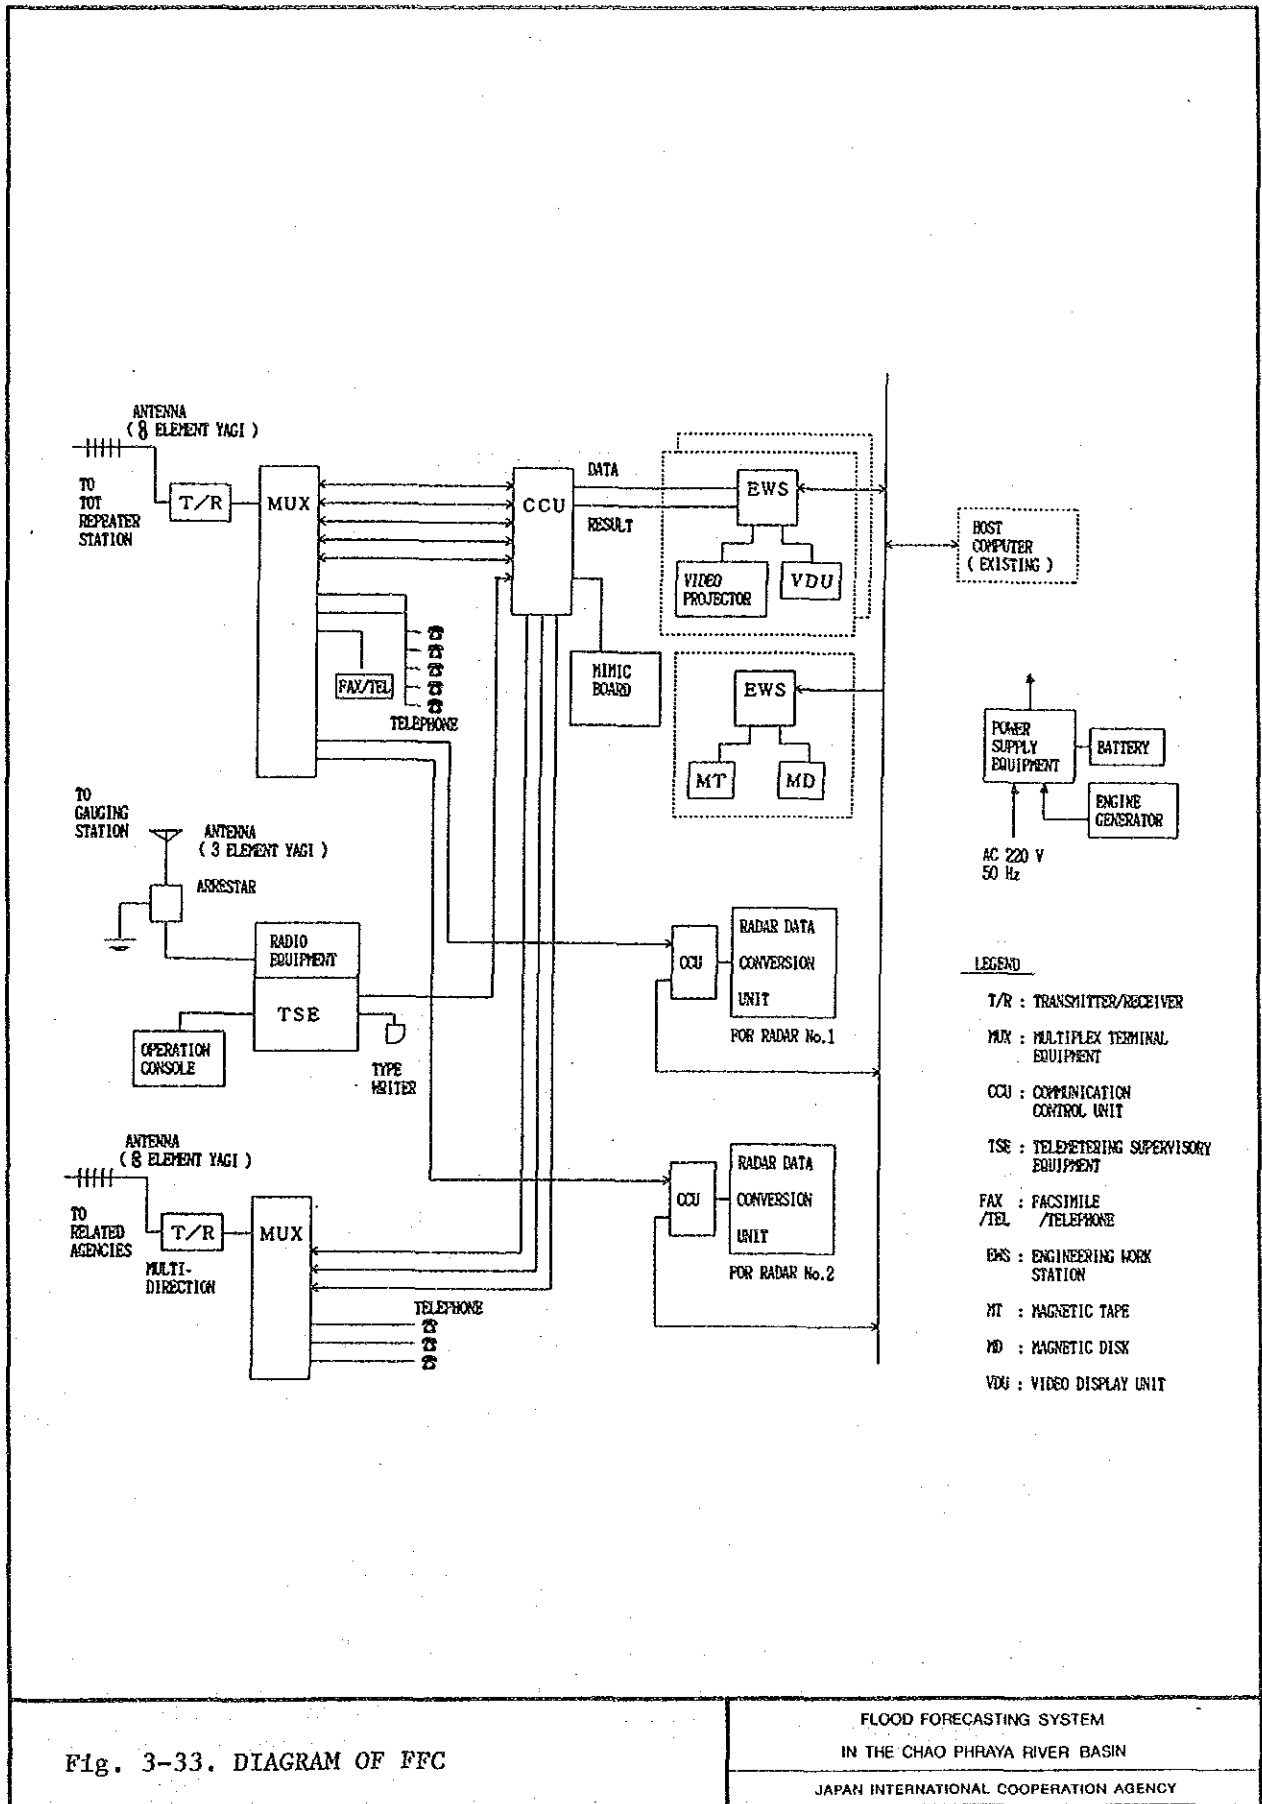 ANTENNA
( 8 ELEMENT YAGI )
TO
TOT
REPEATER
STATION
T/R
MUX
CCU
DATA
RESULT
EWS
VIDEO
PROJECTOR
VDU
HOST
COMPUTER
( EXISTING )
FAX/TEL
TELEPHONE
MIMIC
BOARD
EWS
MT
MD
POWER
SUPPLY
EQUIPMENT
BATTERY
ENGINE
GENERATOR
AC 220 V
50 Hz
TO
GAUGING
STATION
ANTENNA
( 3 ELEMENT YAGI )
ARRESTAR
RADIO
EQUIPMENT
TSE
OPERATION
CONSOLE
TYPE
WRITER
CCU
RADAR DATA
CONVERSION
UNIT
FOR RADAR No.1
ANTENNA
( 8 ELEMENT YAGI )
TO
RELATED
AGENCIES
T/R
MULTI-
DIRECTION
MUX
TELEPHONE
CCU
RADAR DATA
CONVERSION
UNIT
FOR RADAR No.2
LEGEND
T/R : TRANSMITTER/RECEIVER
MUX : MULTIPLEX TERMINAL
EQUIPMENT
CCU : COMMUNICATION
CONTROL UNIT
TSE : TELEMETERING SUPERVISORY
EQUIPMENT
FAX : FACSIMILE
/TEL /TELEPHONE
EWS : ENGINEERING WORK
STATION
MT : MAGNETIC TAPE
MD : MAGNETIC DISK
VDU : VIDEO DISPLAY UNIT
Fig. 3-33. DIAGRAM OF FFC
FLOOD FORECASTING SYSTEM
IN THE CHAO PHRAYA RIVER BASIN
JAPAN INTERNATIONAL COOPERATION AGENCY